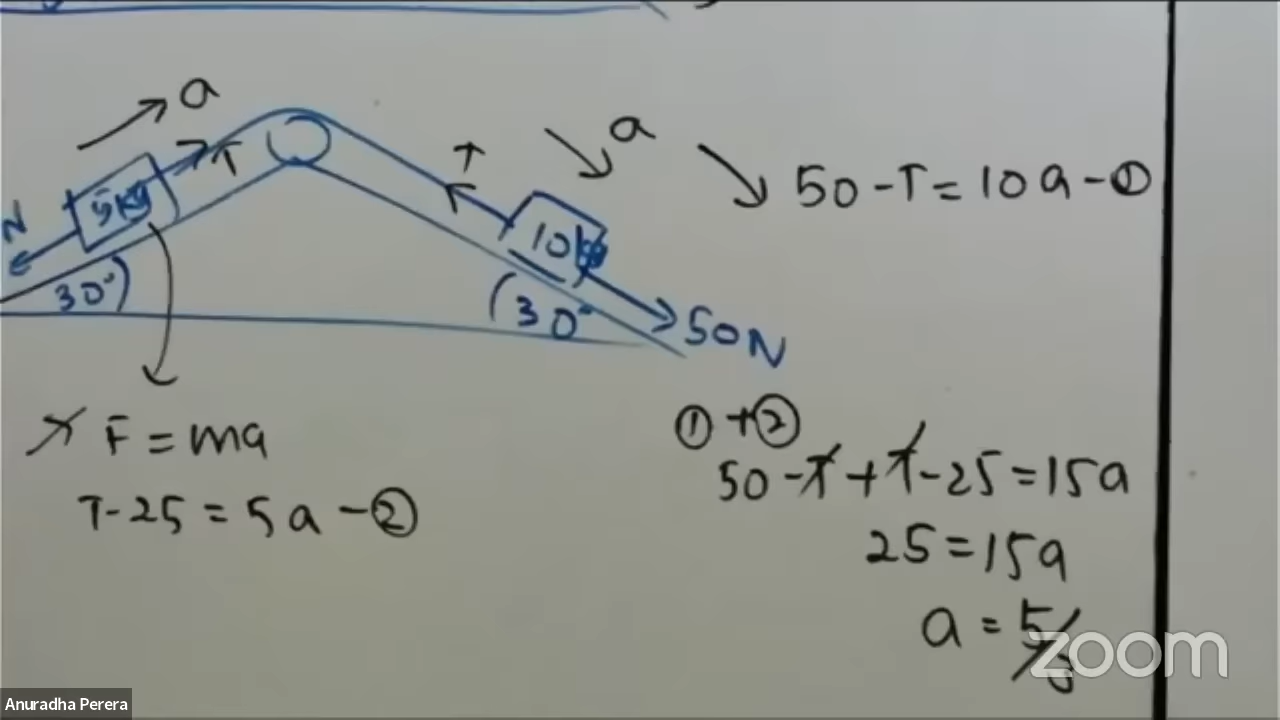 a
T
5kg
N
30°
a
T
10kg
30°
50N
50 - T = 10a - ①
F = ma
T - 25 = 5a - ②
① + ②
50 - T + T - 25 = 15a
25 = 15a
a = 5/3
zoom
Anuradha Perera